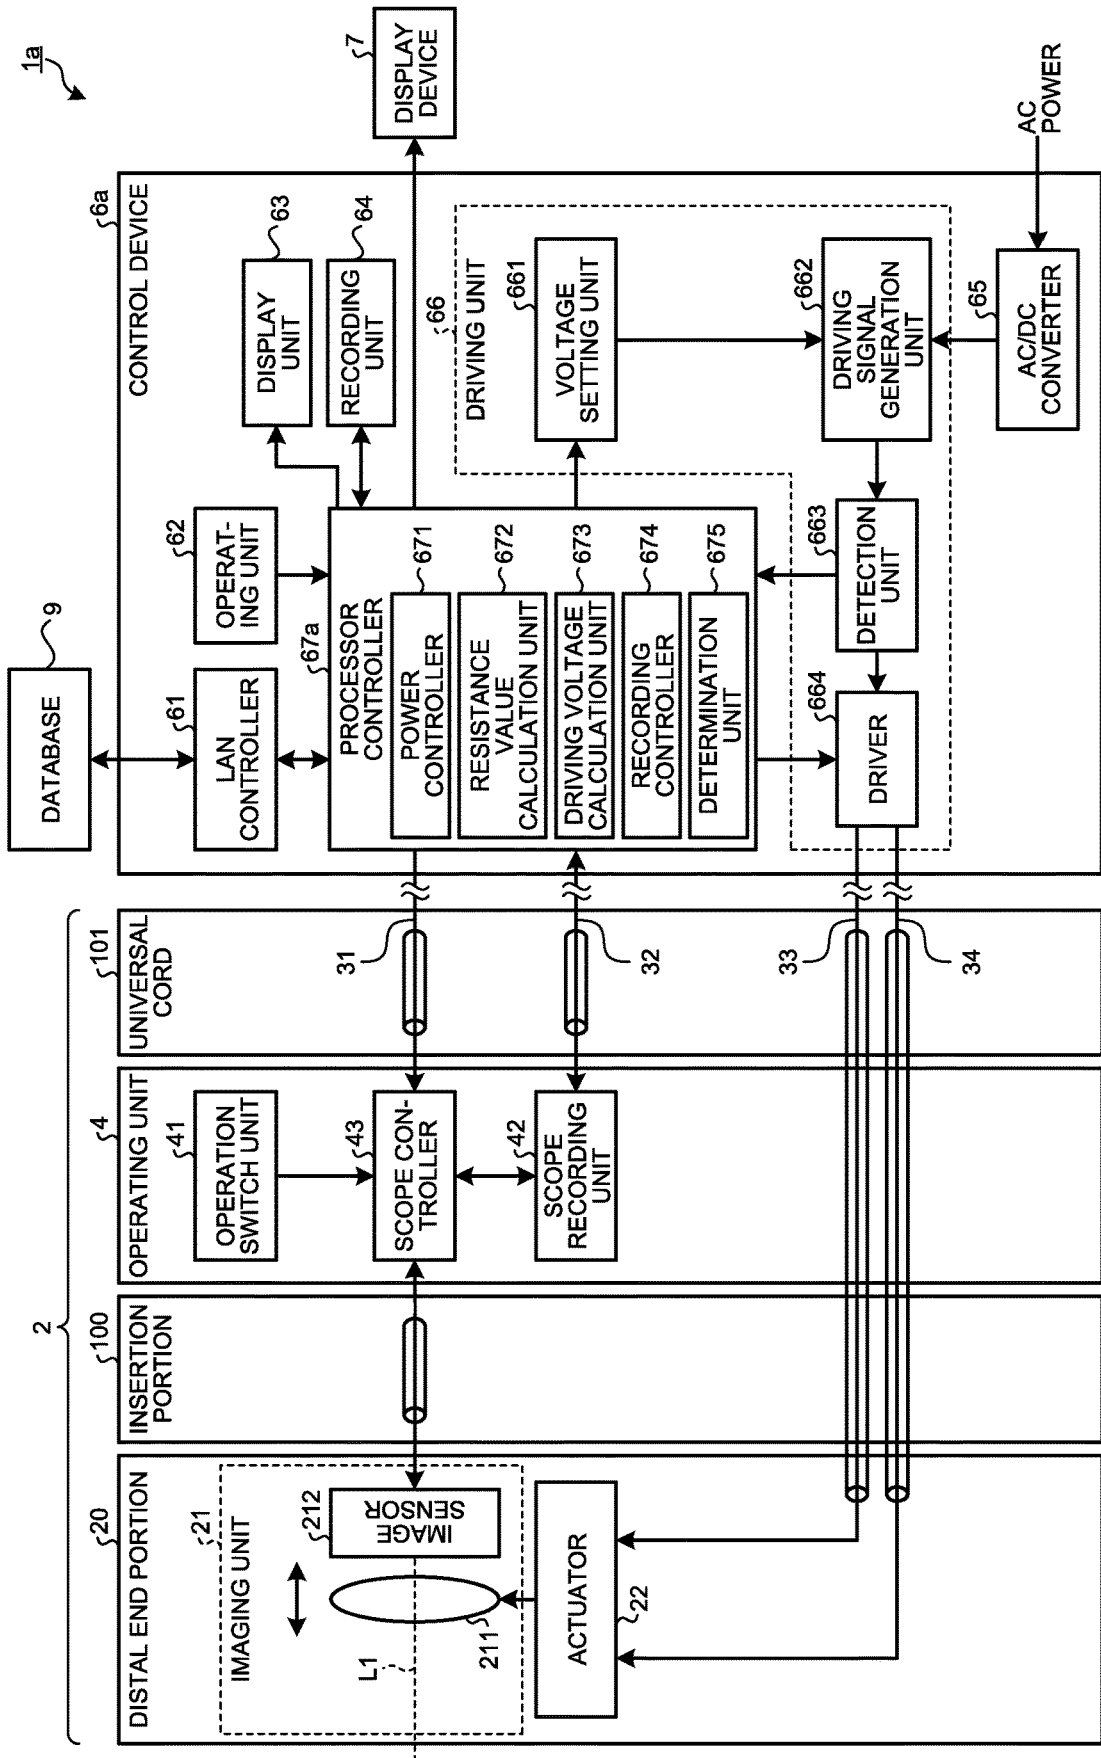 1a
2
20
DISTAL END PORTION
21
IMAGING UNIT
212
IMAGE
SENSOR
211
L1
ACTUATOR
22
100
INSERTION
PORTION
4
OPERATING UNIT
41
OPERATION
SWITCH UNIT
43
SCOPE CON-
TROLLER
42
SCOPE
RECORDING
UNIT
101
UNIVERSAL
CORD
31
32
33
34
DATABASE
9
6a
CONTROL DEVICE
61
LAN
CONTROLLER
62
OPERAT-
ING UNIT
DISPLAY
UNIT
63
RECORDING
UNIT
64
67a
PROCESSOR
CONTROLLER
POWER
CONTROLLER
671
RESISTANCE
VALUE
CALCULATION UNIT
672
DRIVING VOLTAGE
CALCULATION UNIT
673
RECORDING
CONTROLLER
674
DETERMINATION
UNIT
675
66
DRIVING UNIT
661
VOLTAGE
SETTING UNIT
662
DRIVING
SIGNAL
GENERATION
UNIT
663
DETECTION
UNIT
664
DRIVER
65
AC/DC
CONVERTER
AC
POWER
7
DISPLAY
DEVICE